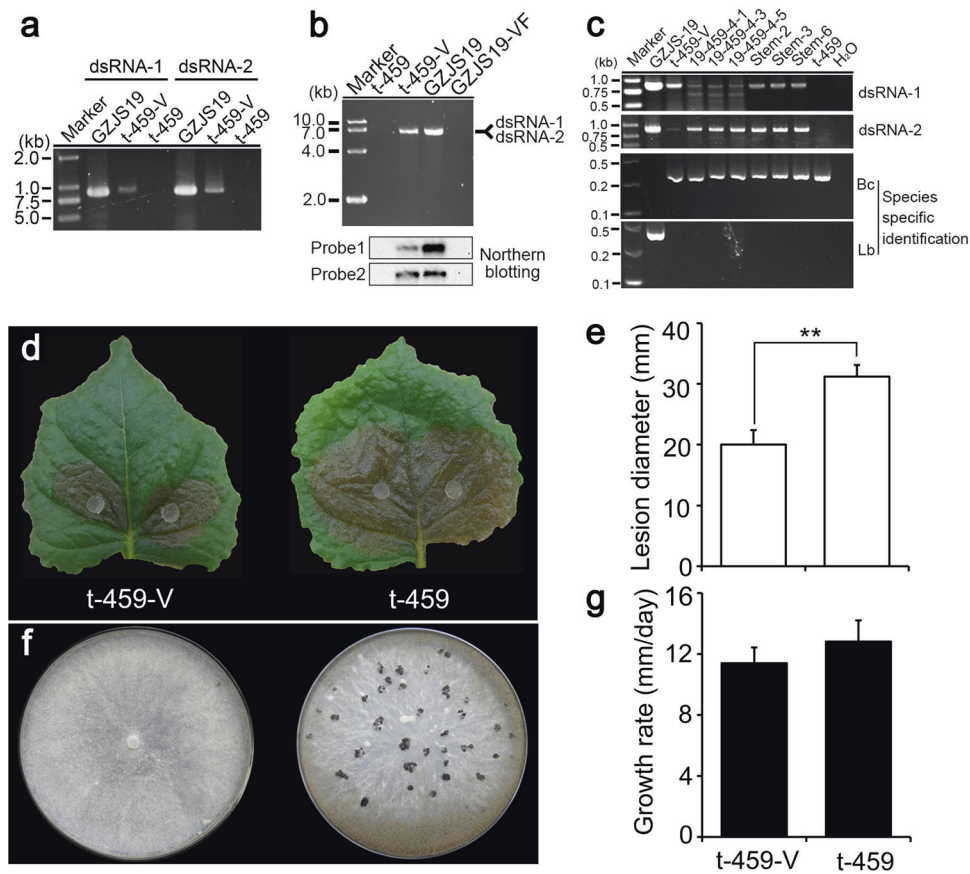 a
dsRNA-1 dsRNA-2
(kb) Marker GZJS19 t-459-V t-459 GZJS19 t-459-V t-459
2.0
1.0
7.5
5.0
b
(kb) Marker t-459 t-459-V GZJS19 GZJS19-VF
10.0
7.0
4.0
2.0
dsRNA-1
dsRNA-2
Probe1
Probe2
Northern
blotting
c
(kb) Marker GZJS-19 t-459-V 19-459-4-1 19-459-4-3 19-459-4-5 Stem-2 Stem-3 Stem-6 t-459 H2O
1.0
0.75
0.5
dsRNA-1
1.0
0.75
0.5
dsRNA-2
0.5
0.2
0.1
Bc
0.5
0.2
0.1
Lb
Species
specific
identification
d
t-459-V t-459
e
Lesion diameter (mm)
40
30
20
10
0
**
f
g
Growth rate (mm/day)
16
12
8
4
0
t-459-V t-459